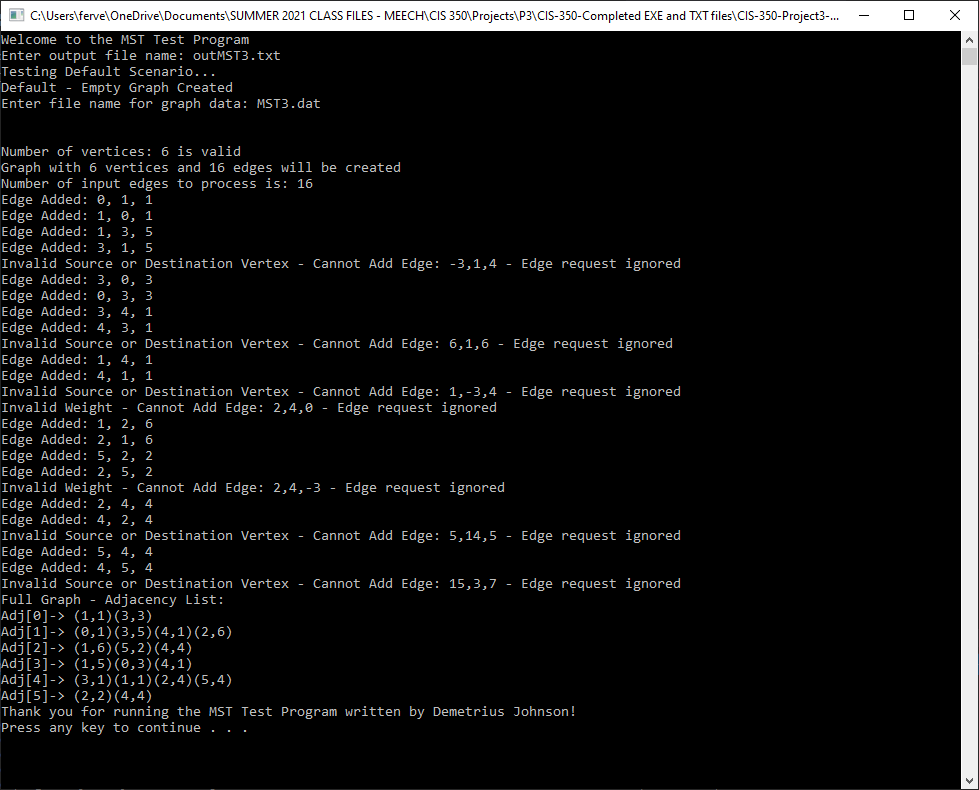 C:\Users\ferve\OneDrive\Documents\SUMMER 2021 CLASS FILES - MEECH\CIS 350\Projects\P3\CIS-350-Completed EXE and TXT files\CIS-350-Project3-...
Welcome to the MST Test Program
Enter output file name: outMST3.txt
Testing Default Scenario...
Default - Empty Graph Created
Enter file name for graph data: MST3.dat
Number of vertices: 6 is valid
Graph with 6 vertices and 16 edges will be created
Number of input edges to process is: 16
Edge Added: 0, 1, 1
Edge Added: 1, 0, 1
Edge Added: 1, 3, 5
Edge Added: 3, 1, 5
Invalid Source or Destination Vertex - Cannot Add Edge: -3,1,4 - Edge request ignored
Edge Added: 3, 0, 3
Edge Added: 0, 3, 3
Edge Added: 3, 4, 1
Edge Added: 4, 3, 1
Invalid Source or Destination Vertex - Cannot Add Edge: 6,1,6 - Edge request ignored
Edge Added: 1, 4, 1
Edge Added: 4, 1, 1
Invalid Source or Destination Vertex - Cannot Add Edge: 1,-3,4 - Edge request ignored
Invalid Weight - Cannot Add Edge: 2,4,0 - Edge request ignored
Edge Added: 1, 2, 6
Edge Added: 2, 1, 6
Edge Added: 5, 2, 2
Edge Added: 2, 5, 2
Invalid Weight - Cannot Add Edge: 2,4,-3 - Edge request ignored
Edge Added: 2, 4, 4
Edge Added: 4, 2, 4
Invalid Source or Destination Vertex - Cannot Add Edge: 5,14,5 - Edge request ignored
Edge Added: 5, 4, 4
Edge Added: 4, 5, 4
Invalid Source or Destination Vertex - Cannot Add Edge: 15,3,7 - Edge request ignored
Full Graph - Adjacency List:
Adj[0]-> (1,1)(3,3)
Adj[1]-> (0,1)(3,5)(4,1)(2,6)
Adj[2]-> (1,6)(5,2)(4,4)
Adj[3]-> (1,5)(0,3)(4,1)
Adj[4]-> (3,1)(1,1)(2,4)(5,4)
Adj[5]-> (2,2)(4,4)
Thank you for running the MST Test Program written by Demetrius Johnson!
Press any key to continue . . .